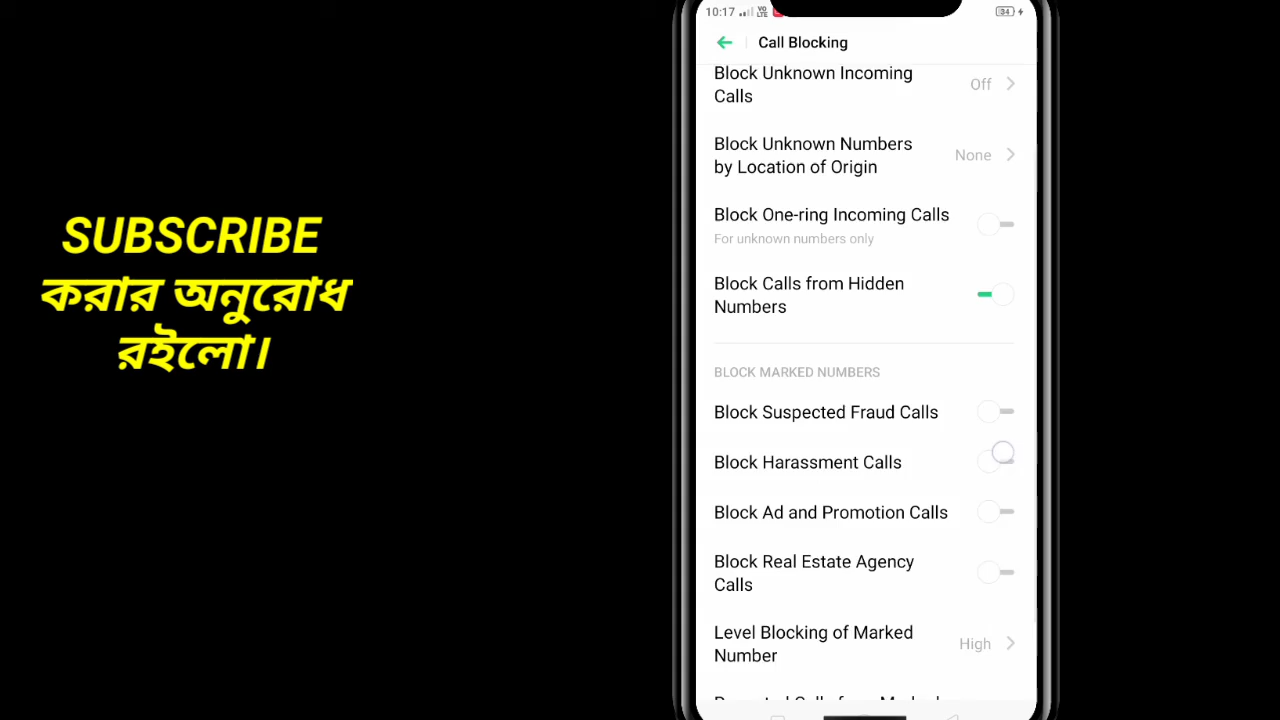 SUBSCRIBE
করার অনুরোধ
রইলো।
10:17 VO LTE 34
Call Blocking
Block Unknown Incoming Calls Off
Block Unknown Numbers by Location of Origin None
Block One-ring Incoming Calls
For unknown numbers only
Block Calls from Hidden Numbers
BLOCK MARKED NUMBERS
Block Suspected Fraud Calls
Block Harassment Calls
Block Ad and Promotion Calls
Block Real Estate Agency Calls
Level Blocking of Marked Number High